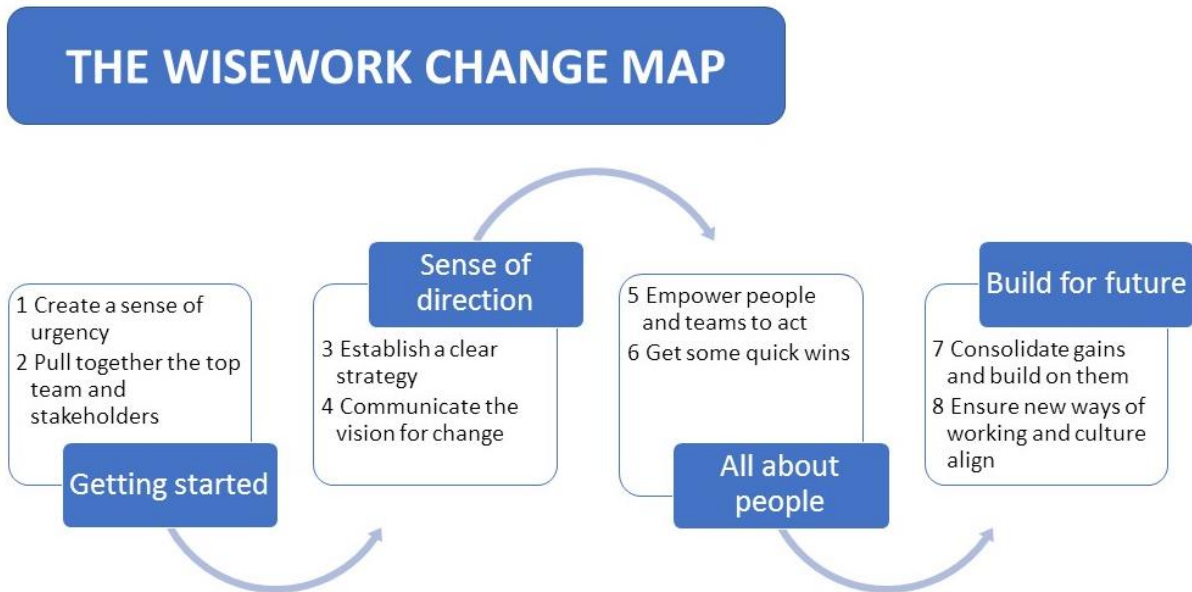 THE WISEWORK CHANGE MAP
1 Create a sense of
urgency
2 Pull together the top
team and
stakeholders
Getting started
Sense of
direction
3 Establish a clear
strategy
4 Communicate the
vision for change
5 Empower people
and teams to act
6 Get some quick wins
All about
people
Build for future
7 Consolidate gains
and build on them
8 Ensure new ways of
working and culture
align